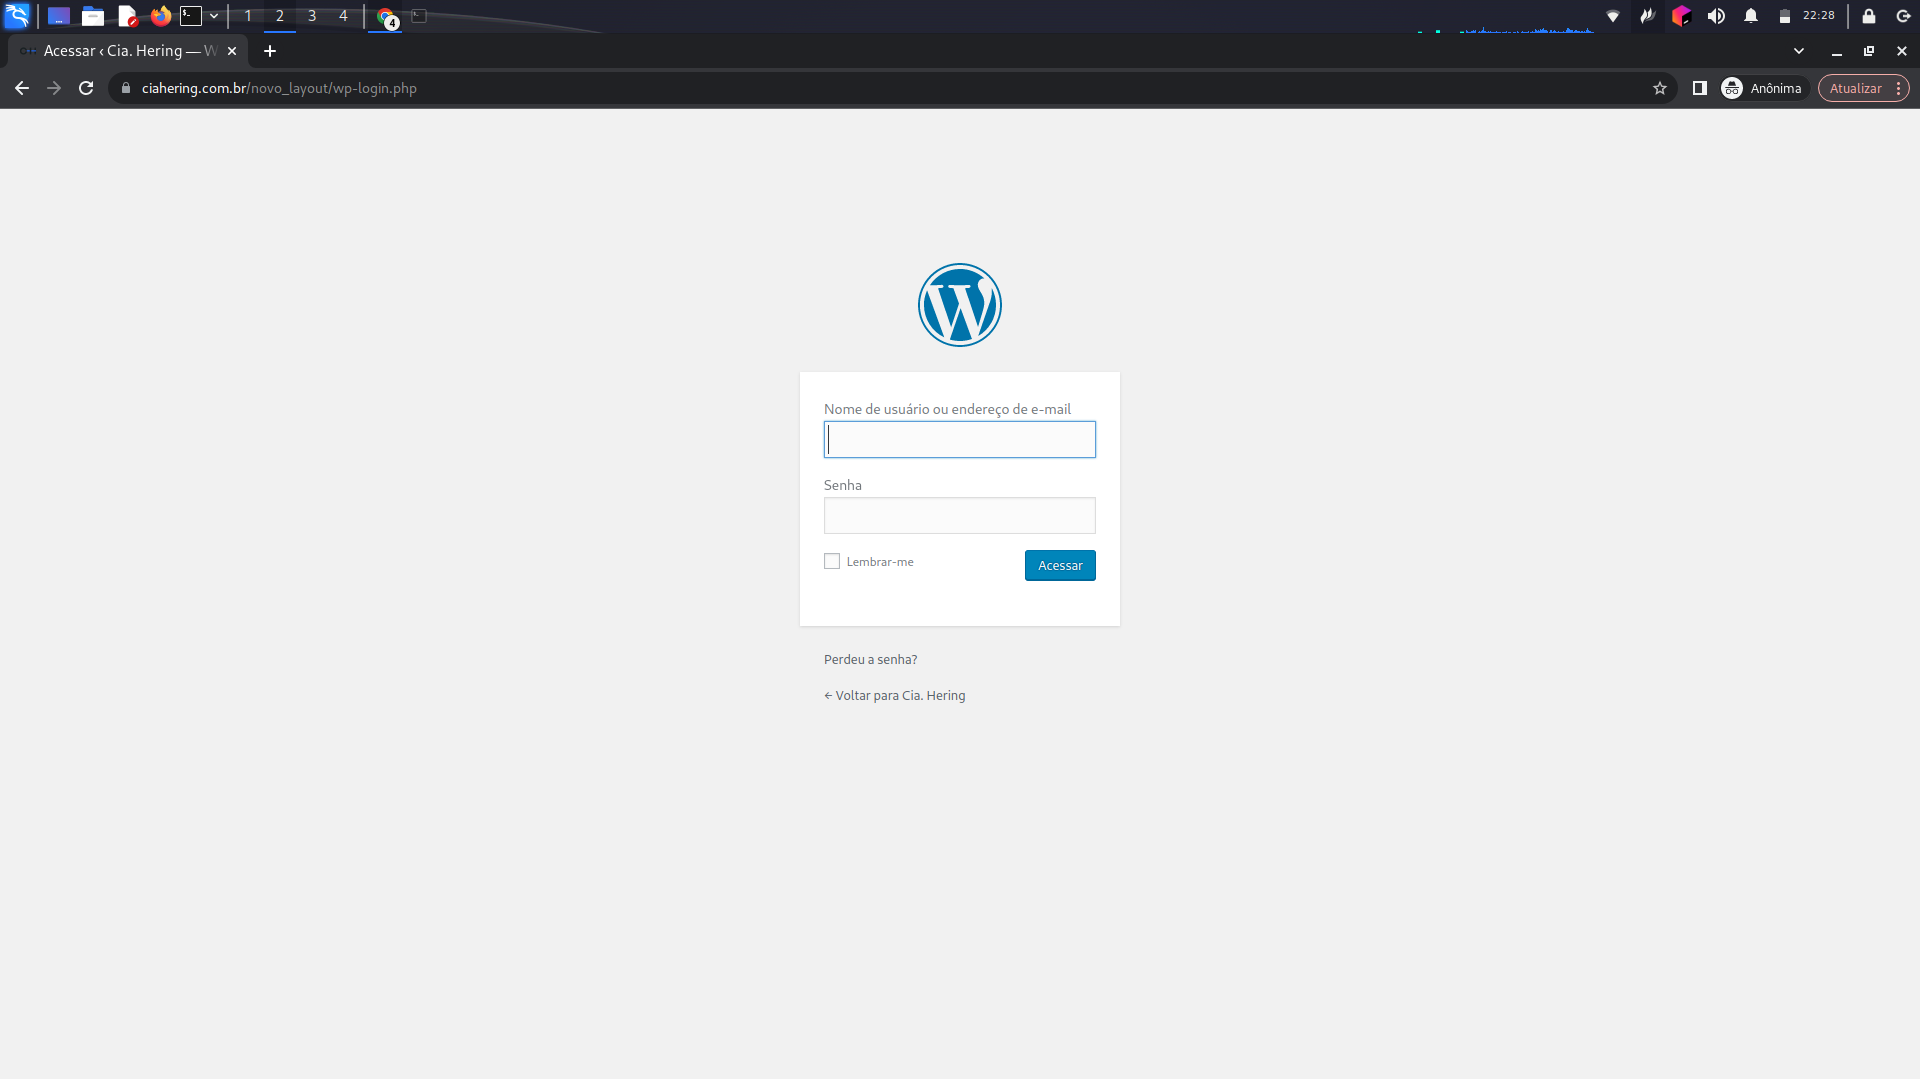 1 2 3 4 4 22:28
Acessar ‹ Cia. Hering — W
ciahering.com.br/novo_layout/wp-login.php Anônima Atualizar
Nome de usuário ou endereço de e-mail
Senha
Lembrar-me Acessar
Perdeu a senha?
← Voltar para Cia. Hering